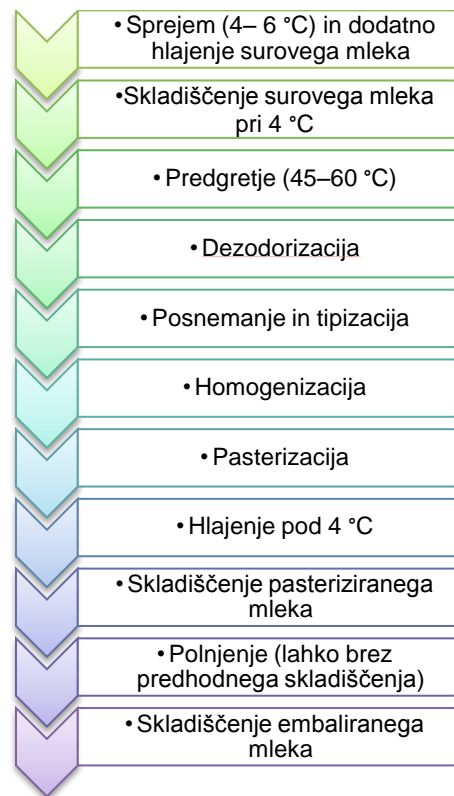 • Sprejem (4– 6 °C) in dodatno
hlajenje surovega mleka
•Skladiščenje surovega mleka
pri 4 °C
• Predgretje (45–60 °C)
• Dezodorizacija
• Posnemanje in tipizacija
• Homogenizacija
• Pasterizacija
• Hlajenje pod 4 °C
• Skladiščenje pasteriziranega
mleka
• Polnjenje (lahko brez
predhodnega skladiščenja)
• Skladiščenje embaliranega
mleka